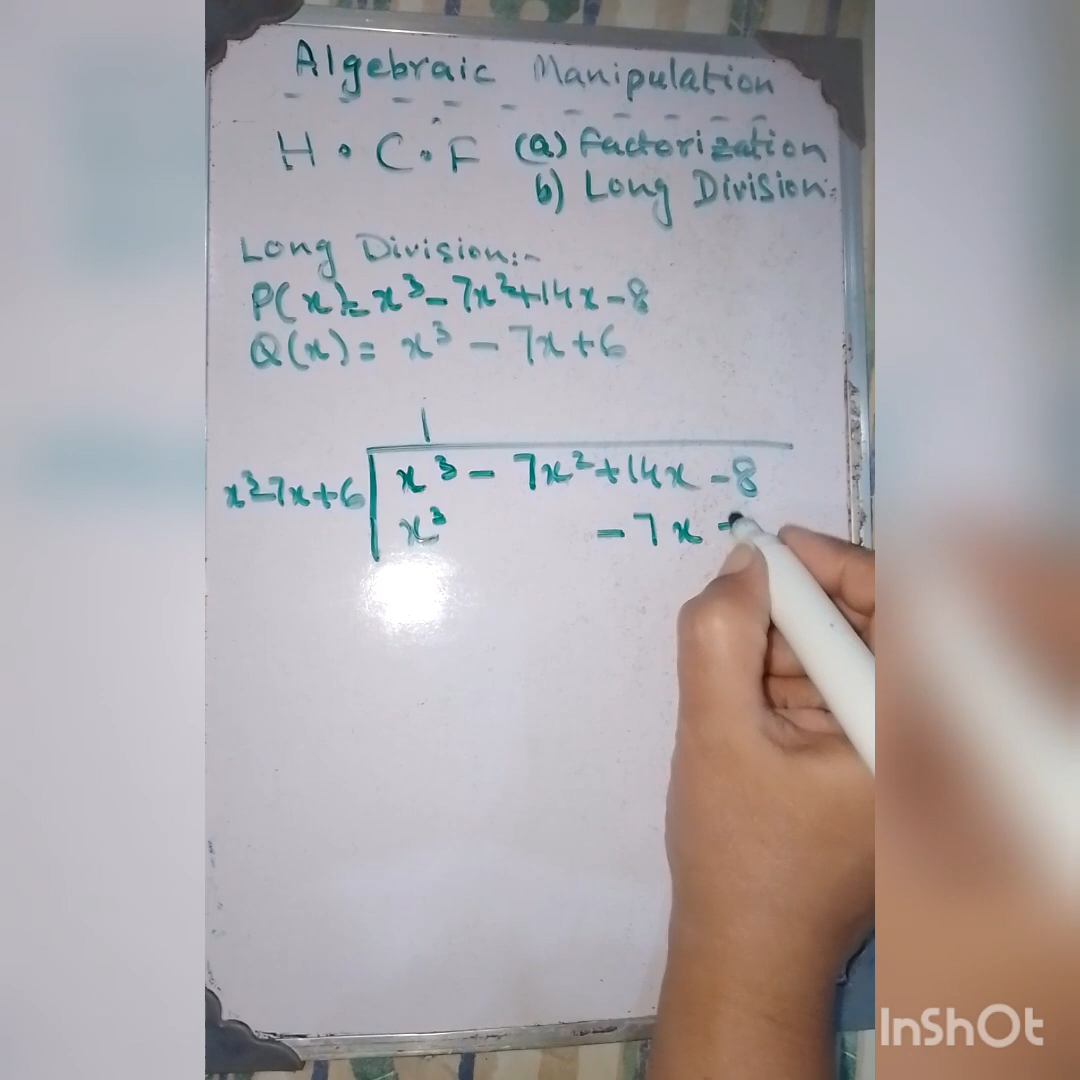 Algebraic Manipulation
H.C.F (a) Factorization
b) Long Division:
Long Division:-
P(x)= x³ - 7x² + 14x - 8
Q(x) = x³ - 7x + 6
1
x³-7x+6 x³ - 7x² + 14x - 8
x³ - 7x
InShOt